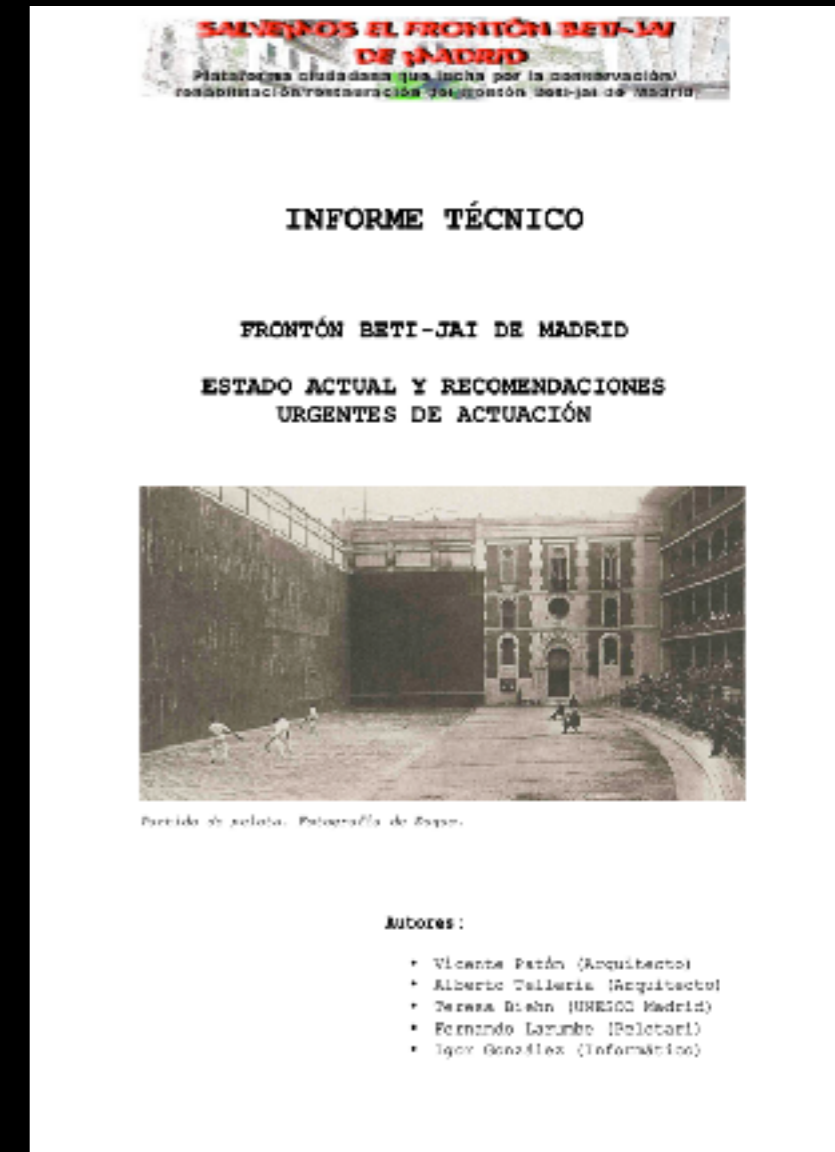 SALVEMOS EL FRONTÓN BETI-JAI
DE MADRID
Plataforma ciudadana que lucha por la conservación/
rehabilitación/restauración del frontón Beti-jai de Madrid
INFORME TÉCNICO
FRONTÓN BETI-JAI DE MADRID
ESTADO ACTUAL Y RECOMENDACIONES
URGENTES DE ACTUACIÓN
Partido de pelota. Fotografía de
Autores:
• Vicente Patón (Arquitecto)
• Alberto Tellería (Arquitecto)
• Teresa (UNESCO Madrid)
• Fernando Larumbe (Pelotari)
• Igor González (Informático)